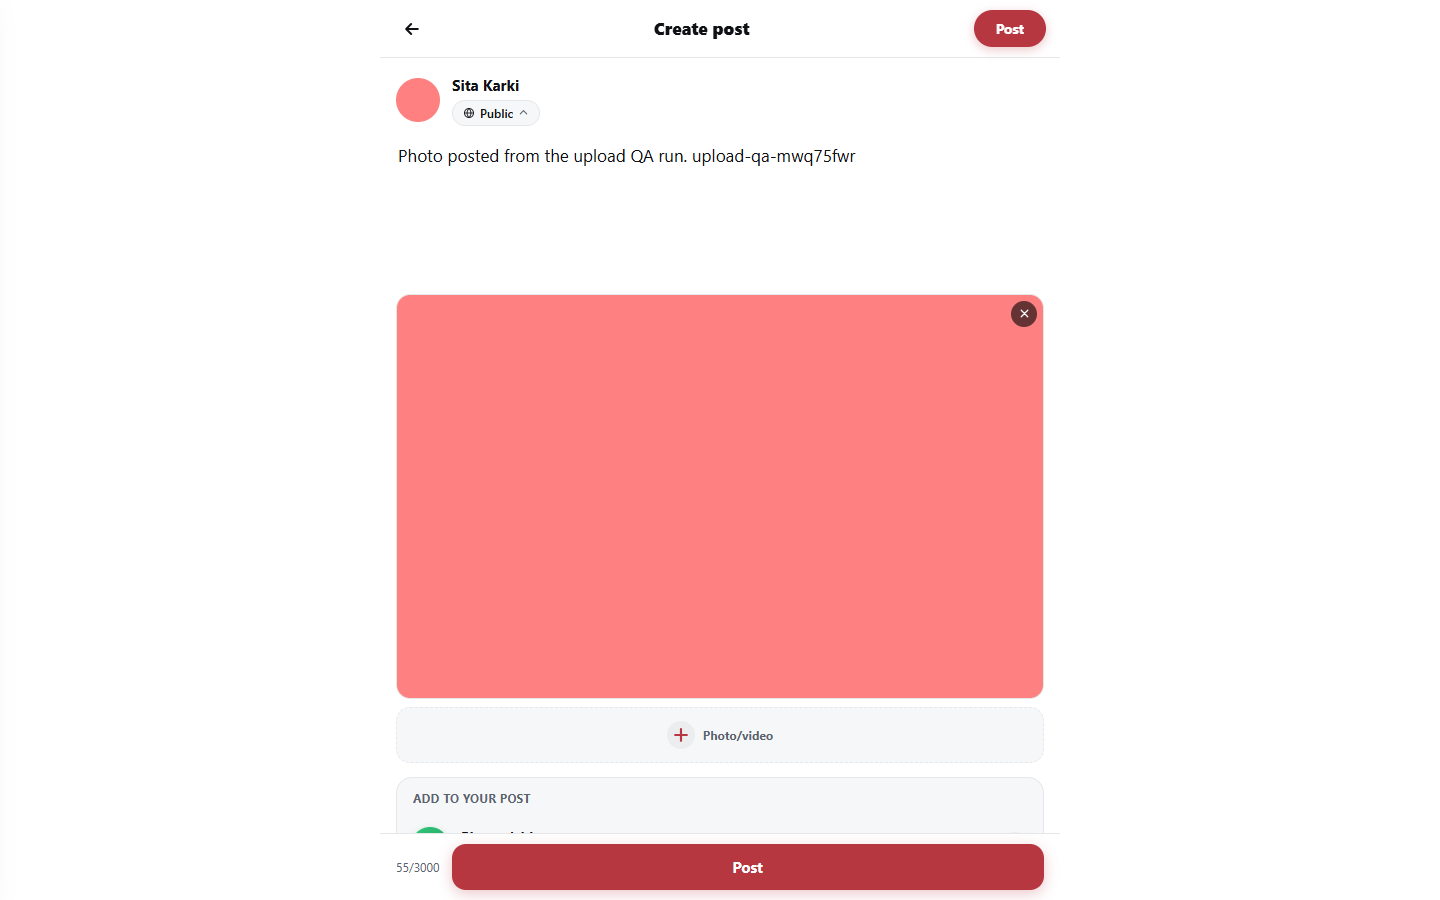 Create post
Post
Sita Karki
Public
Photo posted from the upload QA run. upload-qa-mwq75fwr
Photo/video
ADD TO YOUR POST
55/3000
Post